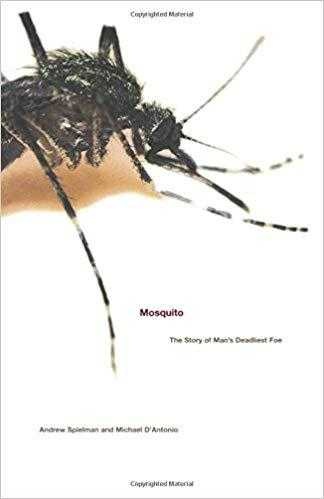 Copyrighted Material
Mosquito
The Story of Man's Deadliest Foe
Andrew Spielman and Michael D'Antonio
Copyrighted Material